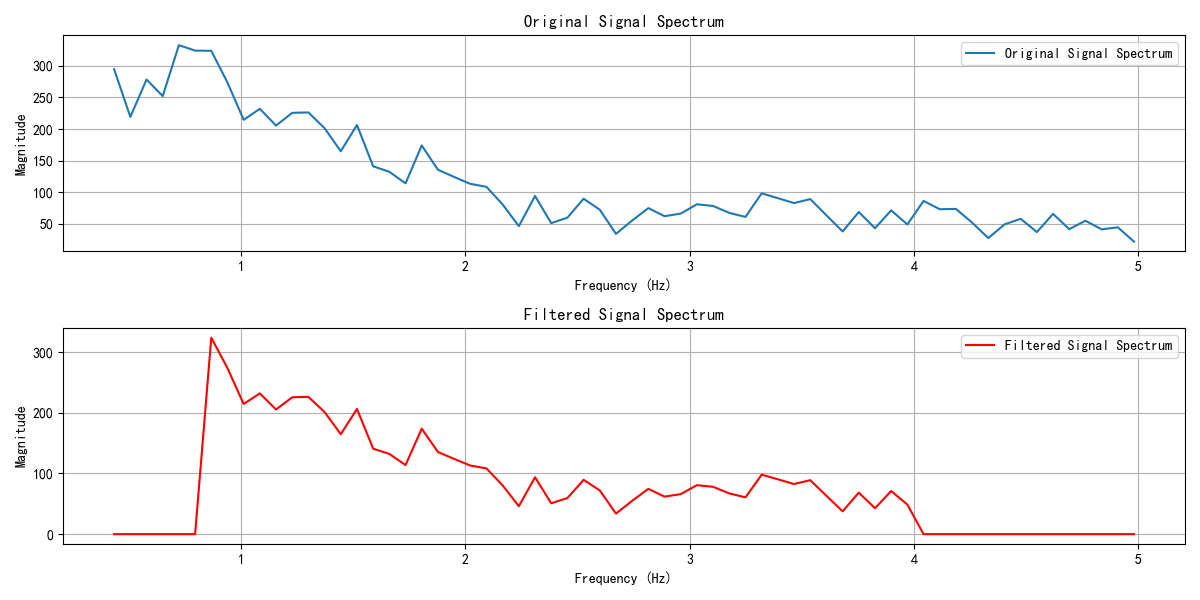 Original Signal Spectrum
Original Signal Spectrum
Magnitude
300
250
200
150
100
50
1
2
3
4
5
Frequency (Hz)
Filtered Signal Spectrum
Filtered Signal Spectrum
Magnitude
300
200
100
0
1
2
3
4
5
Frequency (Hz)